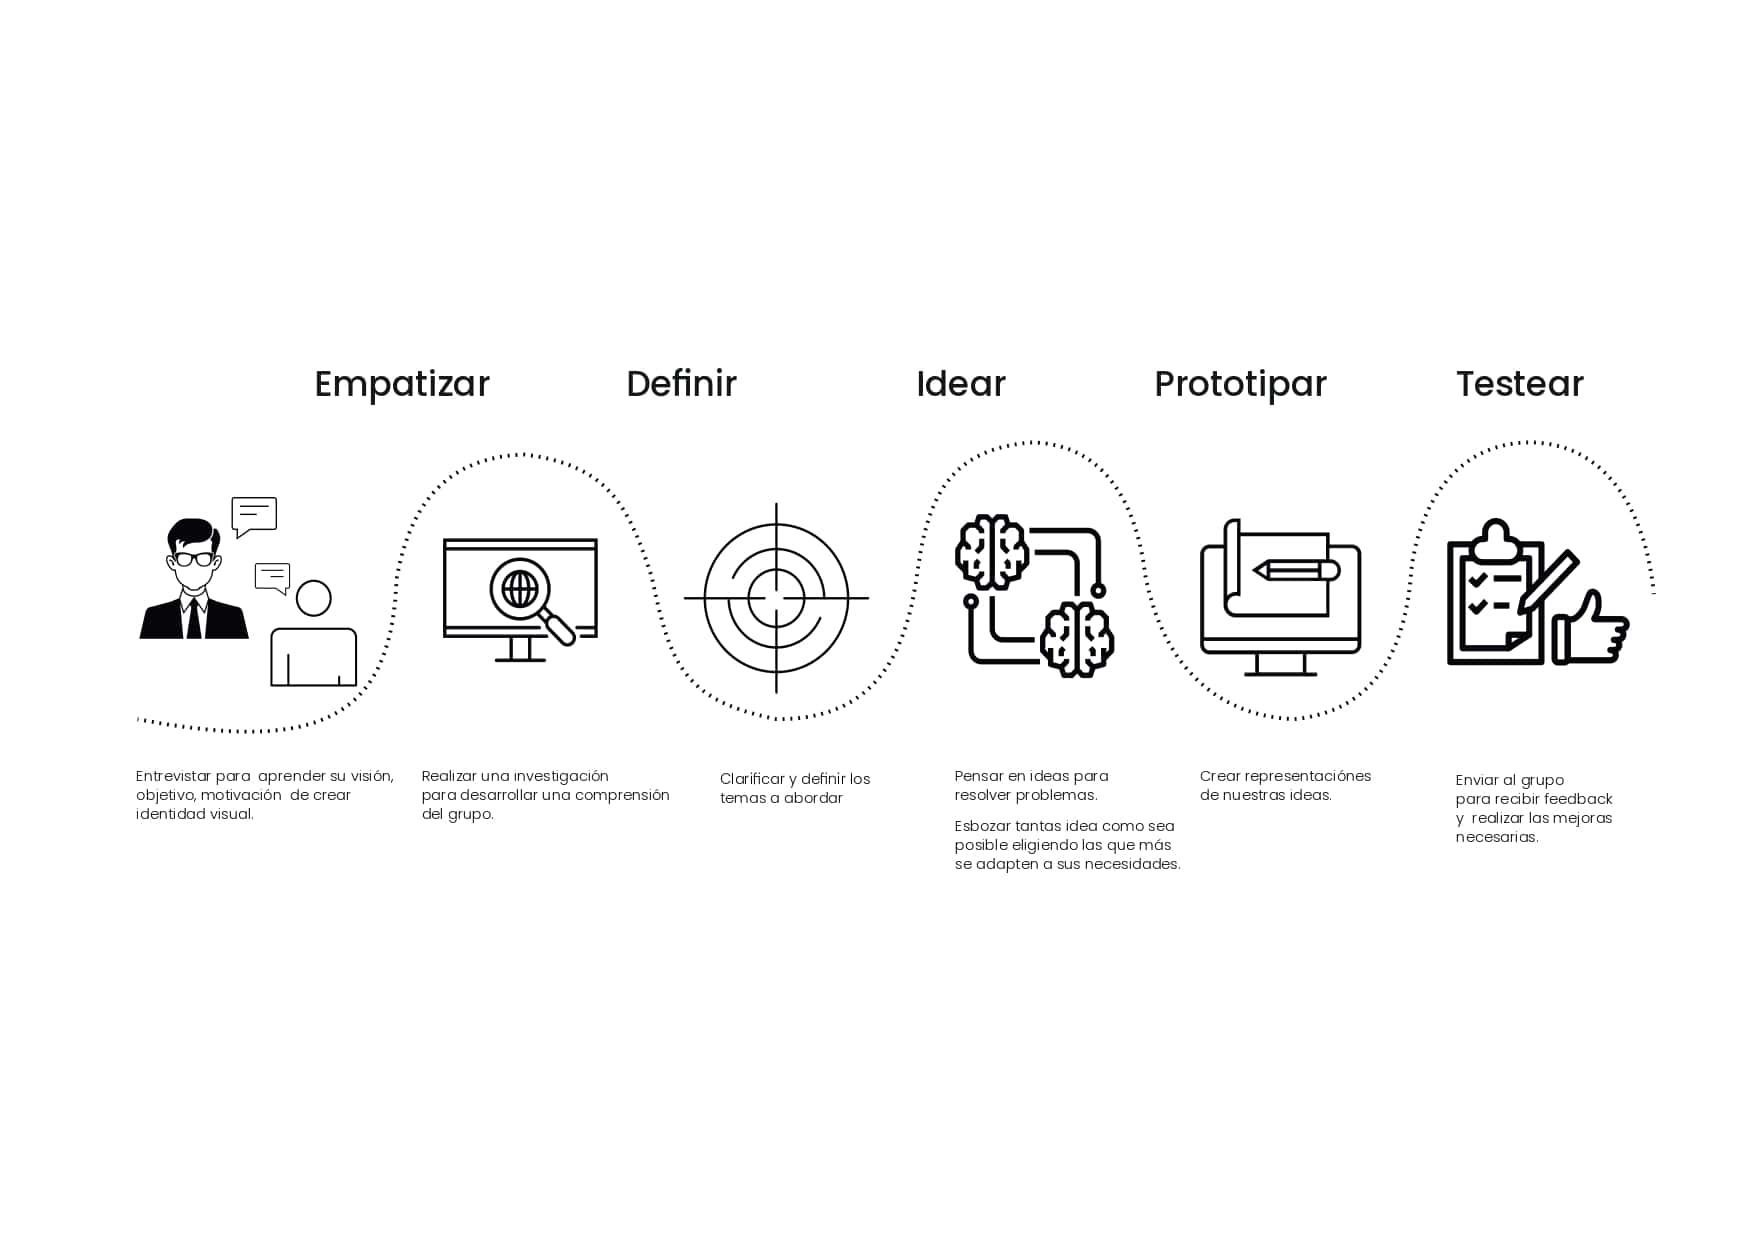 Empatizar
Definir
Idear
Prototipar
Testear
Entrevistar para aprender su visión,
objetivo, motivación de crear
identidad visual.
Realizar una investigación
para desarrollar una comprensión
del grupo.
Clarificar y definir los
temas a abordar
Pensar en ideas para
resolver problemas.
Esbozar tantas idea como sea
posible eligiendo las que más
se adapten a sus necesidades.
Crear representaciónes
de nuestras ideas.
Enviar al grupo
para recibir feedback
y realizar las mejoras
necesarias.